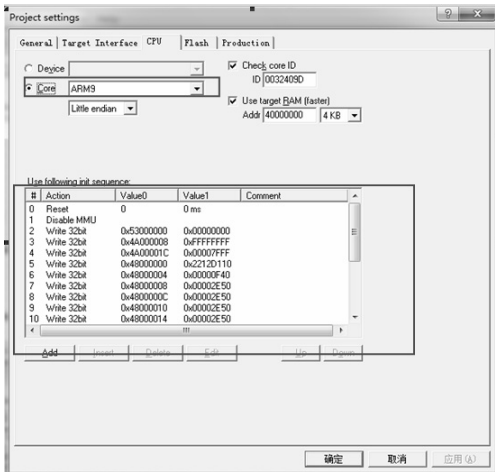 Project settings
General Target Interface CPU Flash Production
Device
Check core ID
ID 0032409D
Core ARM9
Little endian
Use target RAM (faster)
Addr 40000000 4 KB
Use following init sequence:
# Action Value0 Value1 Comment
0 Reset 0 0 ms
1 Disable MMU
2 Write 32bit 0x53000000 0x00000000
3 Write 32bit 0x4A000008 0xFFFFFFFF
4 Write 32bit 0x4A00001C 0x00007FFF
5 Write 32bit 0x48000000 0x2212D110
6 Write 32bit 0x48000004 0x00000F40
7 Write 32bit 0x48000008 0x00002E50
8 Write 32bit 0x4800000C 0x00002E50
9 Write 32bit 0x48000010 0x00002E50
10 Write 32bit 0x48000014 0x00002E50
Add Insert Delete Edit Up Down
确定 取消 应用(A)